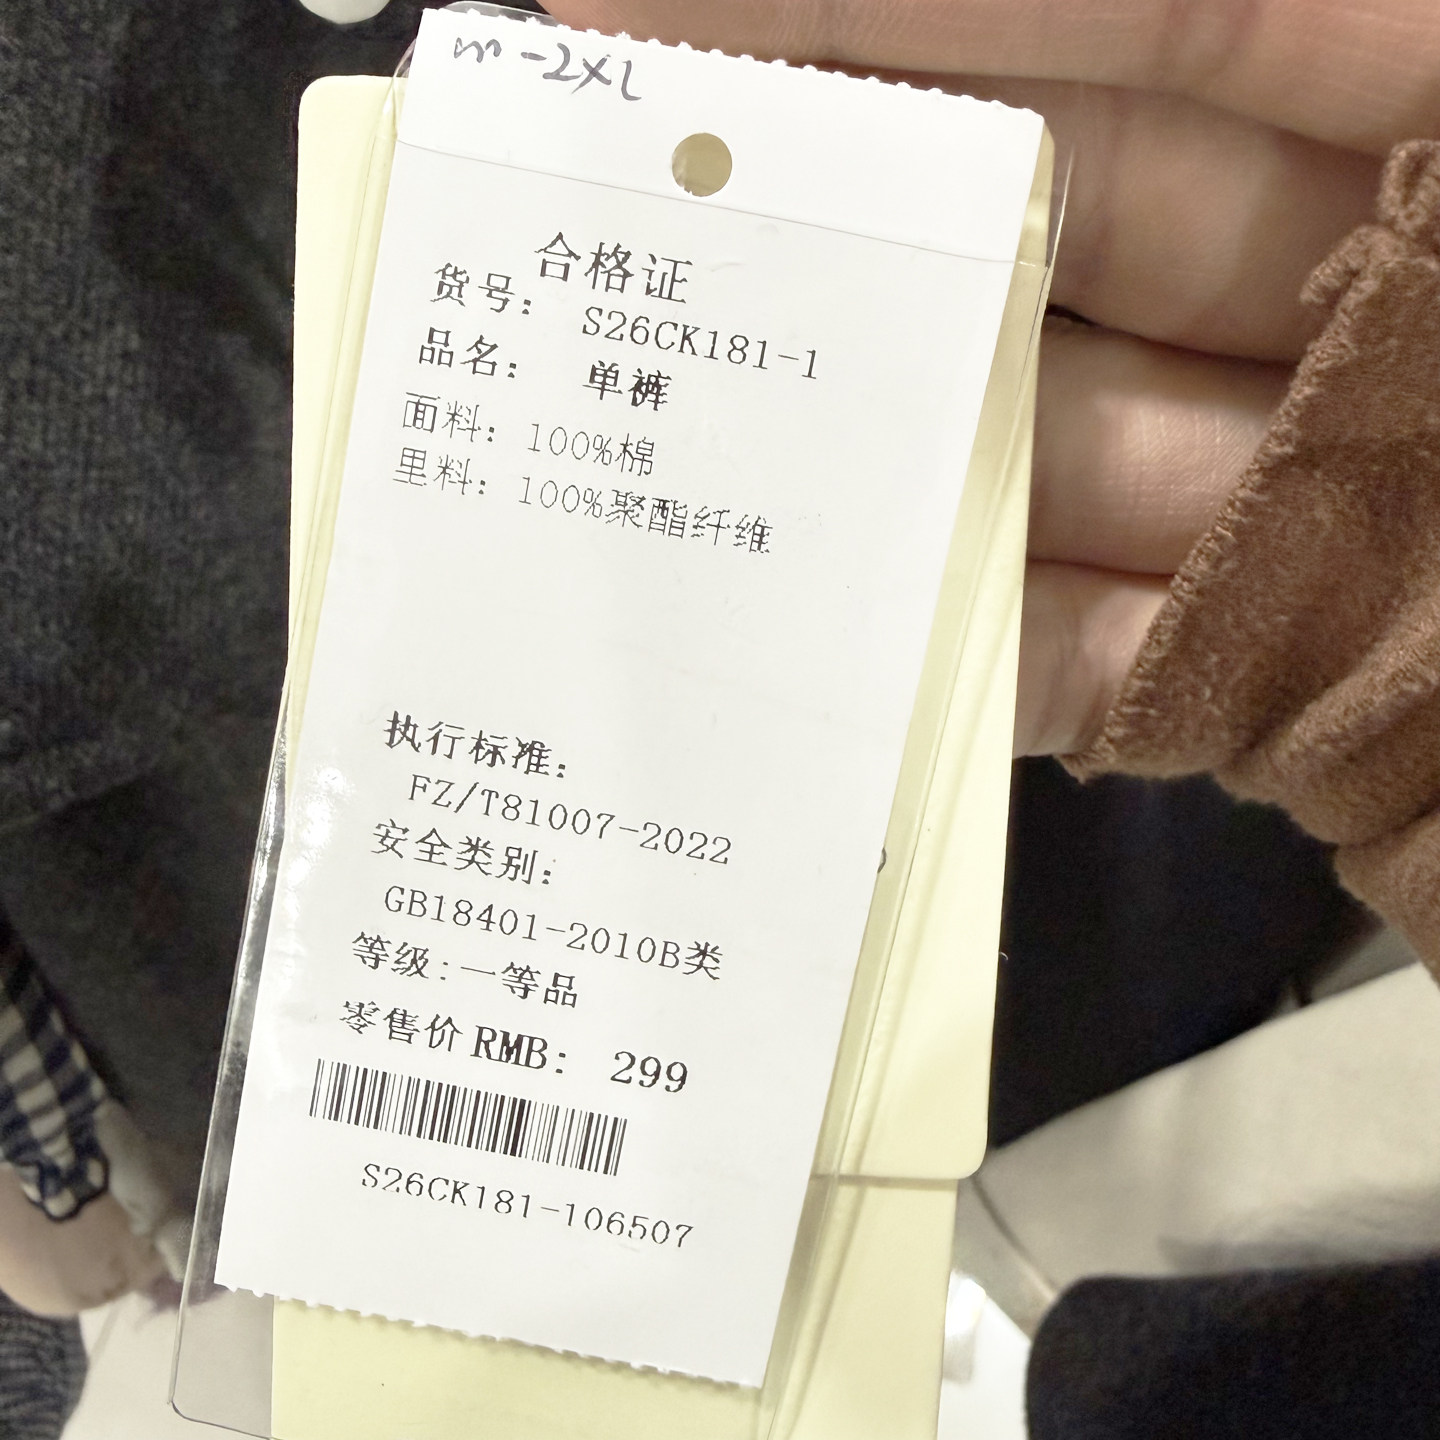 m-2XL
合格证
货号: S26CK181-1
品名: 单裤
面料: 100%棉
里料: 100%聚酯纤维
执行标准:
FZ/T81007-2022
安全类别:
GB18401-2010B类
等级:一等品
零售价RMB: 299
S26CK181-106507